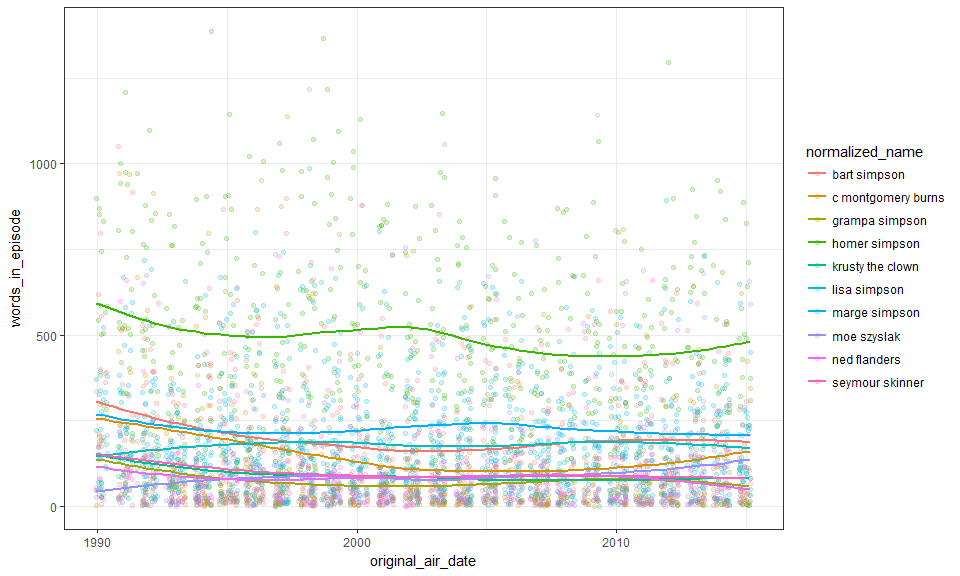 1000
500
0
words_in_episode
1990
2000
2010
original_air_date
normalized_name
bart simpson
c montgomery burns
grampa simpson
homer simpson
krusty the clown
lisa simpson
marge simpson
moe szyslak
ned flanders
seymour skinner